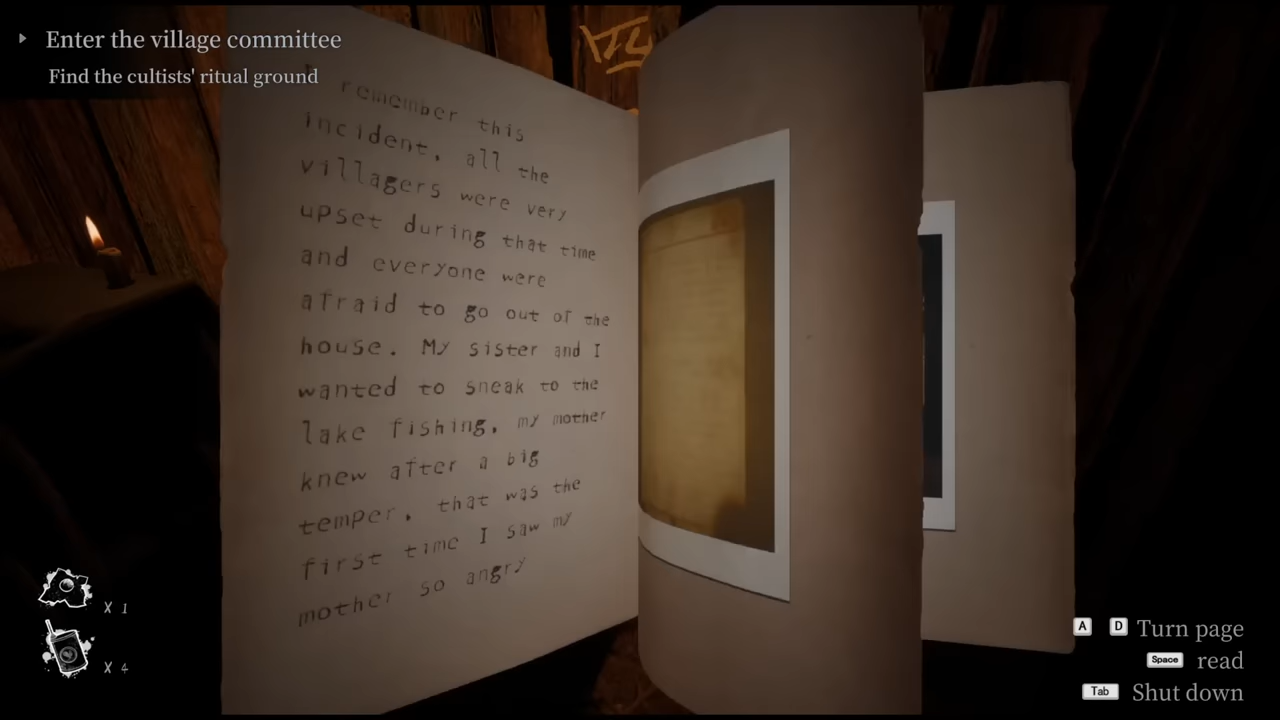 Enter the village committee
Find the cultists' ritual ground
I remember this
incident, all the
villagers were very
upset during that time
and everyone were
afraid to go out of the
house. My sister and I
wanted to sneak to the
lake fishing, my mother
knew after a big
temper, that was the
first time I saw my
mother so angry
X 1
X 4
A D Turn page
Space read
Tab Shut down